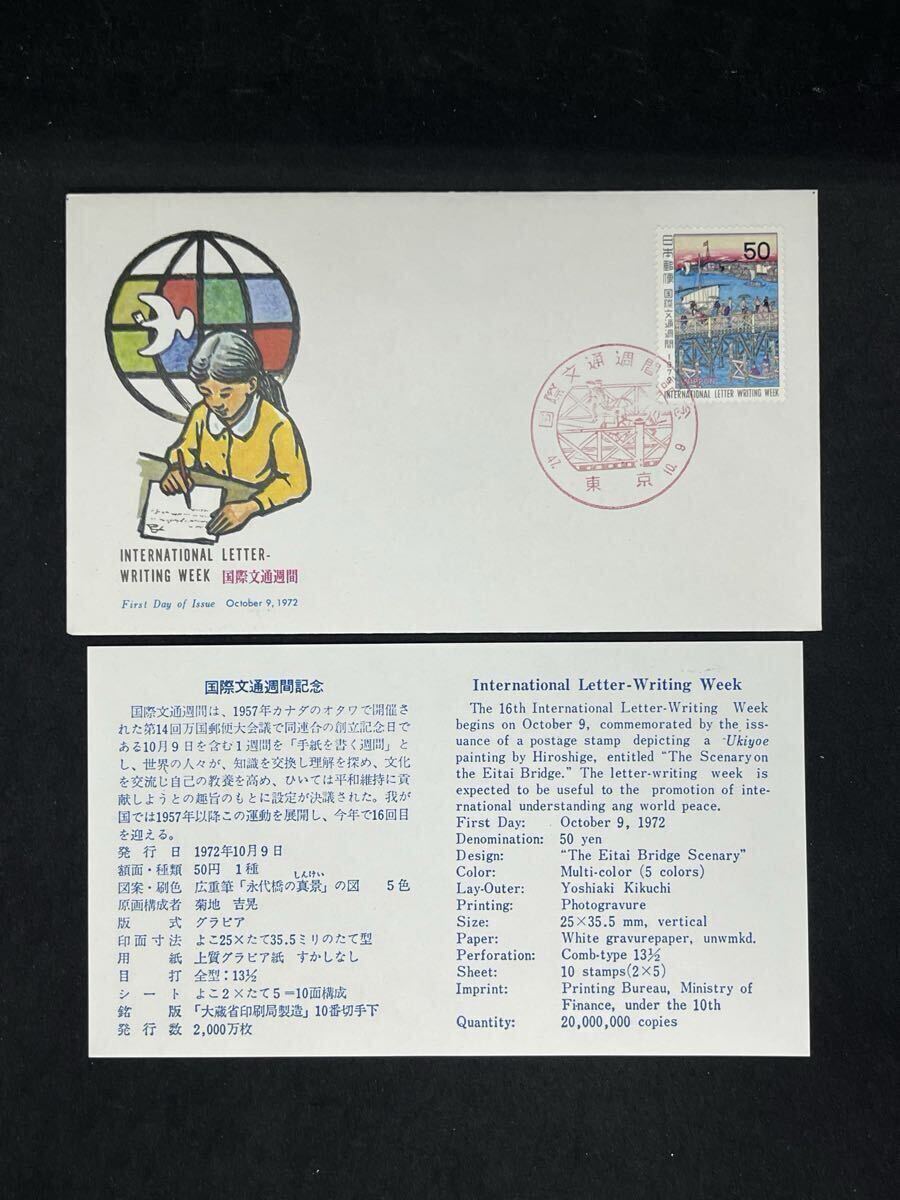 INTERNATIONAL LETTER-
WRITING WEEK 国際文通週間
First Day of Issue October 9, 1972
50
日本郵便
国際文通週間
NIPPON
INTERNATIONAL LETTER WRITING WEEK
国際文通週間
47.
東京
10.9
国際文通週間記念
国際文通週間は、1957年カナダのオタワで開催さ
れた第14回万国郵便大会議で同連合の創立記念日で
ある10月9日を含む1週間を「手紙を書く週間」と
し、世界の人々が、知識を交換し理解を探め、文化
を交流し自己の教養を高め、ひいては平和維持に貢
献しようとの趣旨のもとに設定が決議された。我が
国では1957年以降この運動を展開し、今年で16回目
を迎える。
発行日 1972年10月9日
額面・種類 50円 1種
しんけい
図案・刷色 広重筆「永代橋の真景」の図 5色
原画構成者 菊地 吉晃
版式 グラビア
印面寸法 よこ25×たて35.5ミリのたて型
用紙 上質グラビア紙 すかしなし
目打 全型:13½
シート よこ2×たて5=10面構成
銘版 「大蔵省印刷局製造」10番切手下
発行数 2,000万枚
International Letter-Writing Week
The 16th International Letter-Writing Week
begins on October 9, commemorated by the iss-
uance of a postage stamp depicting a Ukiyoe
painting by Hiroshige, entitled “The Scenery on
the Eitai Bridge.” The letter-writing week is
expected to be useful to the promotion of inte-
rnational understanding ang world peace.
First Day: October 9, 1972
Denomination: 50 yen
Design: “The Eitai Bridge Scenary”
Color: Multi-color (5 colors)
Lay-Outer: Yoshiaki Kikuchi
Printing: Photogravure
Size: 25×35.5 mm, vertical
Paper: White gravurepaper, unwmkd.
Perforation: Comb-type 13½
Sheet: 10 stamps(2×5)
Imprint: Printing Bureau, Ministry of
Finance, under the 10th
Quantity: 20,000,000 copies